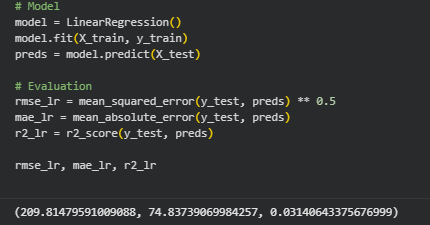 # Model
model = LinearRegression()
model.fit(X_train, y_train)
preds = model.predict(X_test)
# Evaluation
rmse_lr = mean_squared_error(y_test, preds) ** 0.5
mae_lr = mean_absolute_error(y_test, preds)
r2_lr = r2_score(y_test, preds)
rmse_lr, mae_lr, r2_lr
(209.81479591009088, 74.83739069984257, 0.03140643375676999)